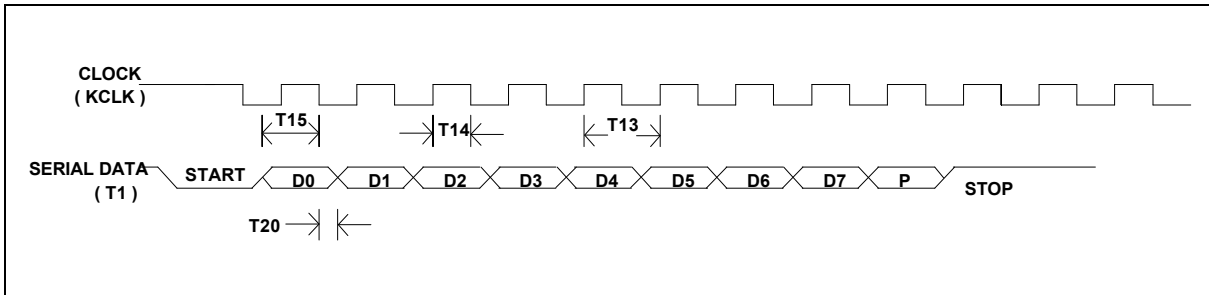 CLOCK
( KCLK )
T15
T14
T13
SERIAL DATA
( T1 )
START
D0
D1
D2
D3
D4
D5
D6
D7
P
STOP
T20